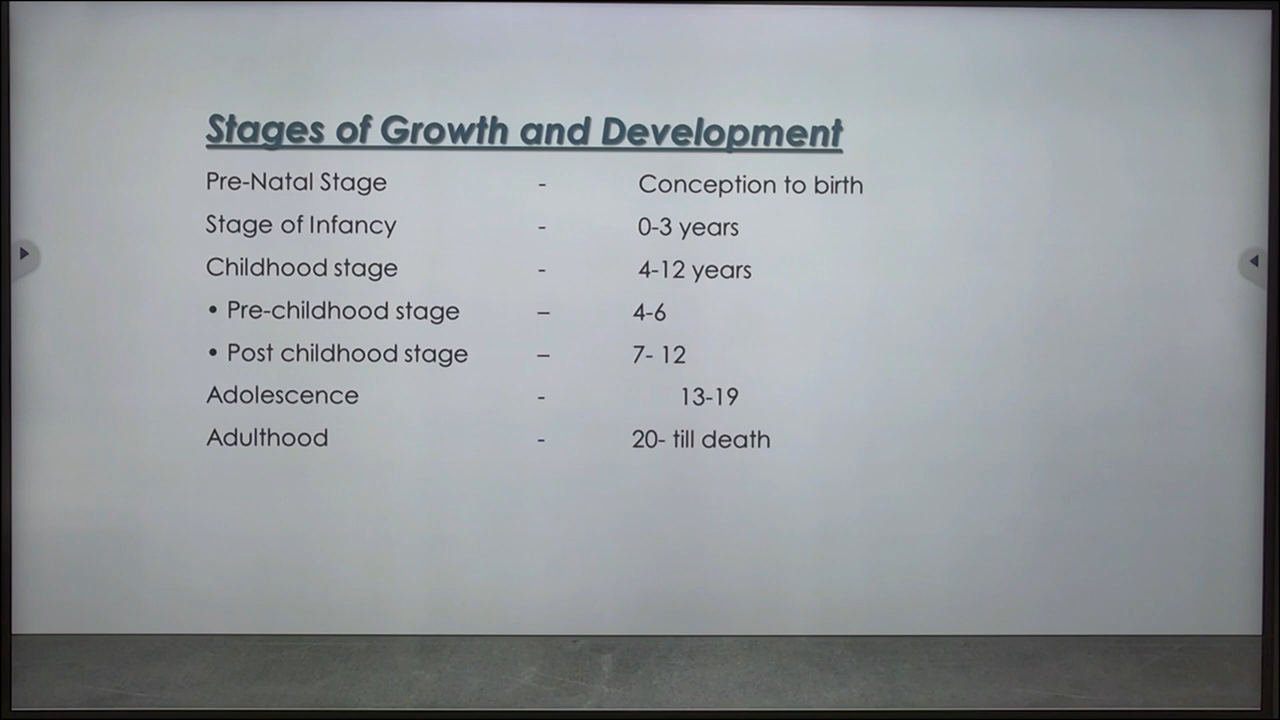 Stages of Growth and Development
Pre-Natal Stage - Conception to birth
Stage of Infancy - 0-3 years
Childhood stage - 4-12 years
• Pre-childhood stage – 4-6
• Post childhood stage – 7- 12
Adolescence - 13-19
Adulthood - 20- till death